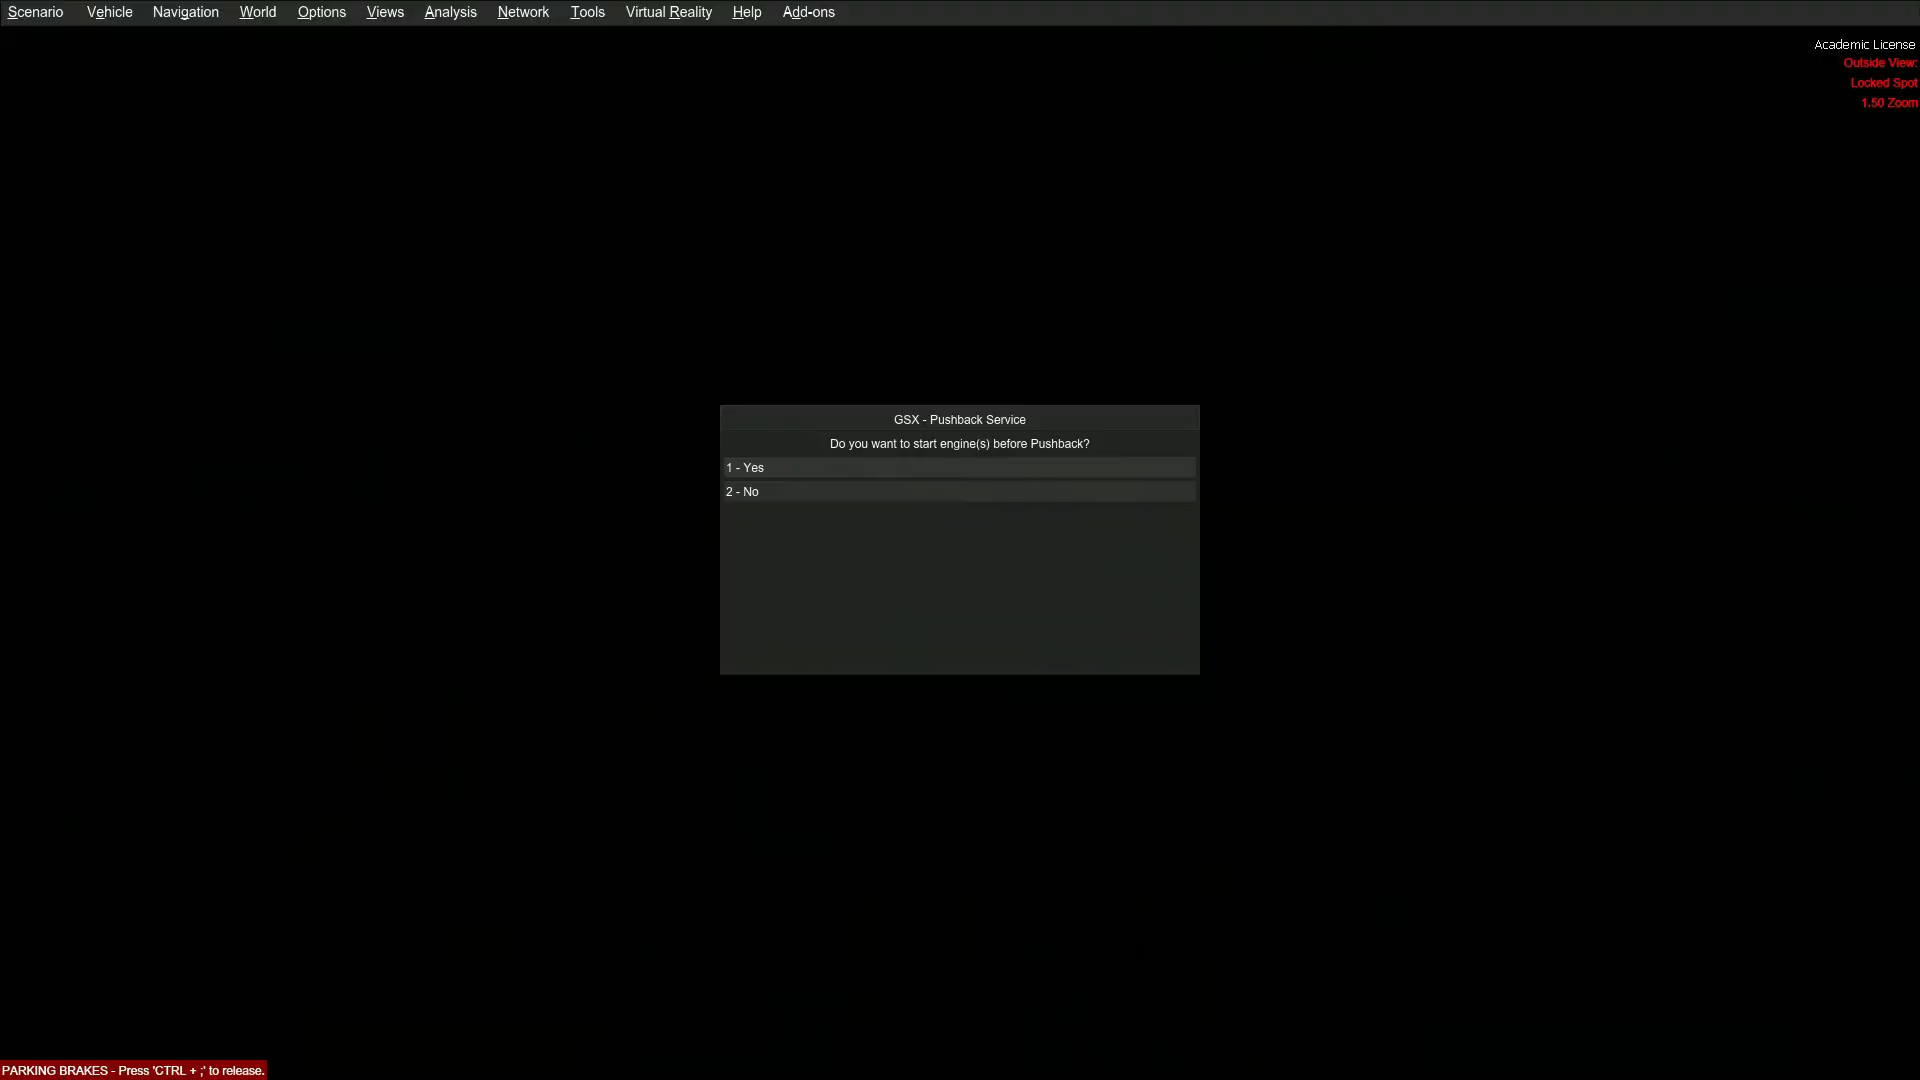 Scenario Vehicle Navigation World Options Views Analysis Network Tools Virtual Reality Help Add-ons
Academic License
Outside View:
Locked Spot
1.50 Zoom
GSX - Pushback Service
Do you want to start engine(s) before Pushback?
1 - Yes
2 - No
PARKING BRAKES - Press 'CTRL + ;' to release.